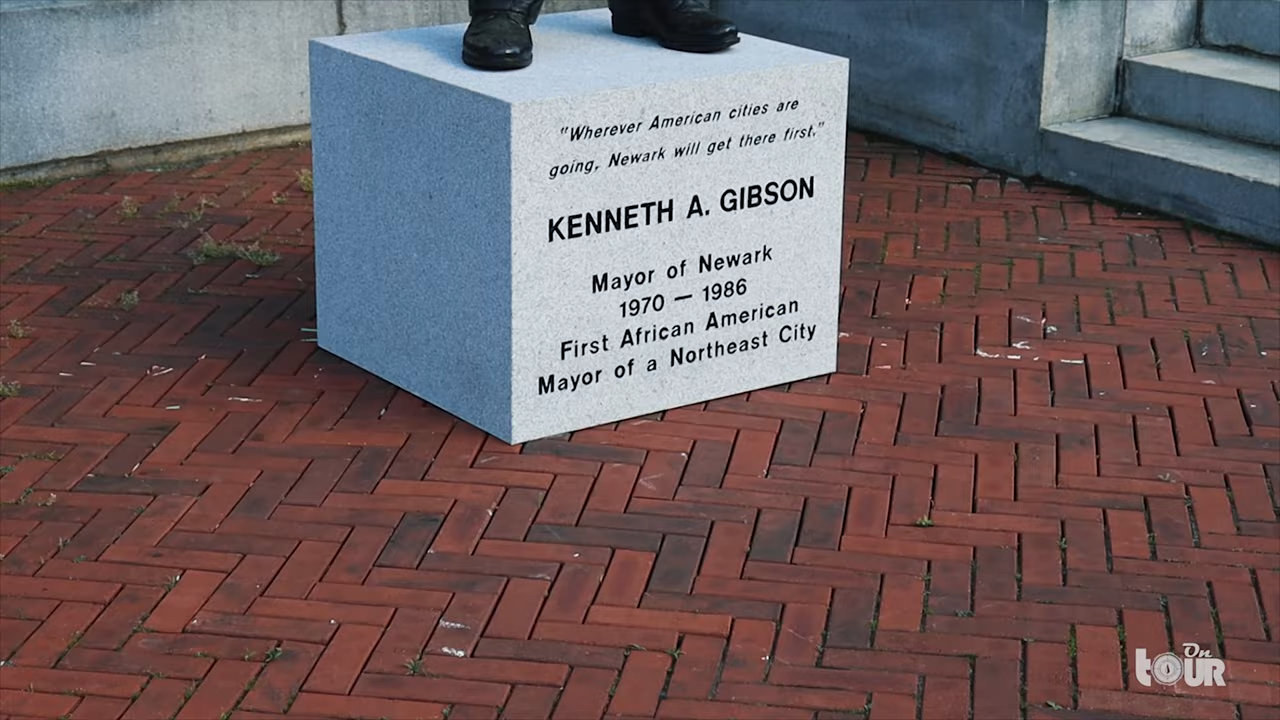 "Wherever American cities are
going, Newark will get there first."
KENNETH A. GIBSON
Mayor of Newark
1970 — 1986
First African American
Mayor of a Northeast City
On
toUR